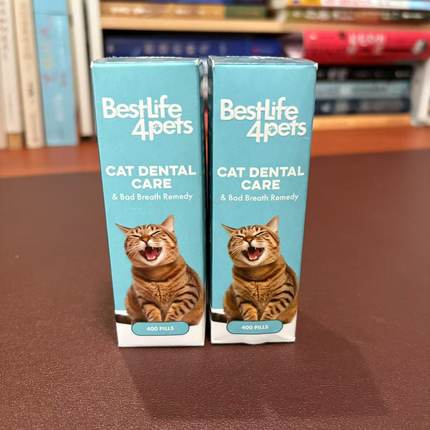 BestLife
4pets
CAT DENTAL
CARE
& Bad Breath Remedy
400 PILLS
BestLife
4pets
CAT DENTAL
CARE
& Bad Breath Remedy
400 PILLS